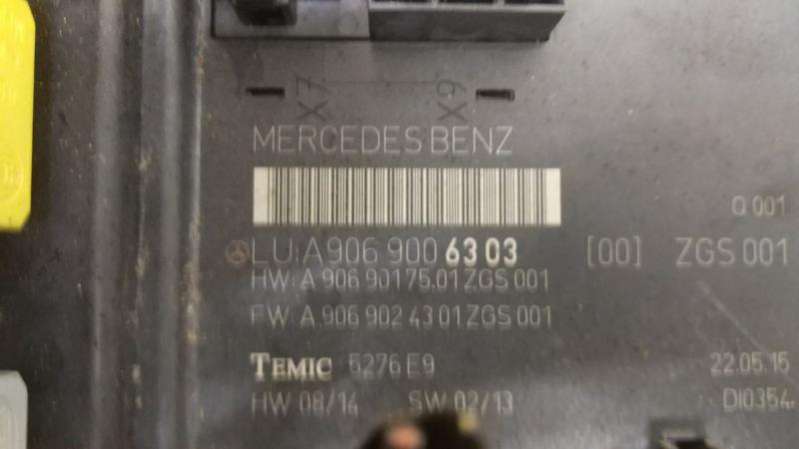 X7 X9
MERCEDES BENZ
Q 001
LU: A 906 900 6303 [00] ZGS 001
HW: A 906 901 75.01 ZGS 001
FW: A 906 902 43 01 ZGS 001
TEMIC 5276 E9 22.05.15
HW 08/14 SW 02/13 DI0354